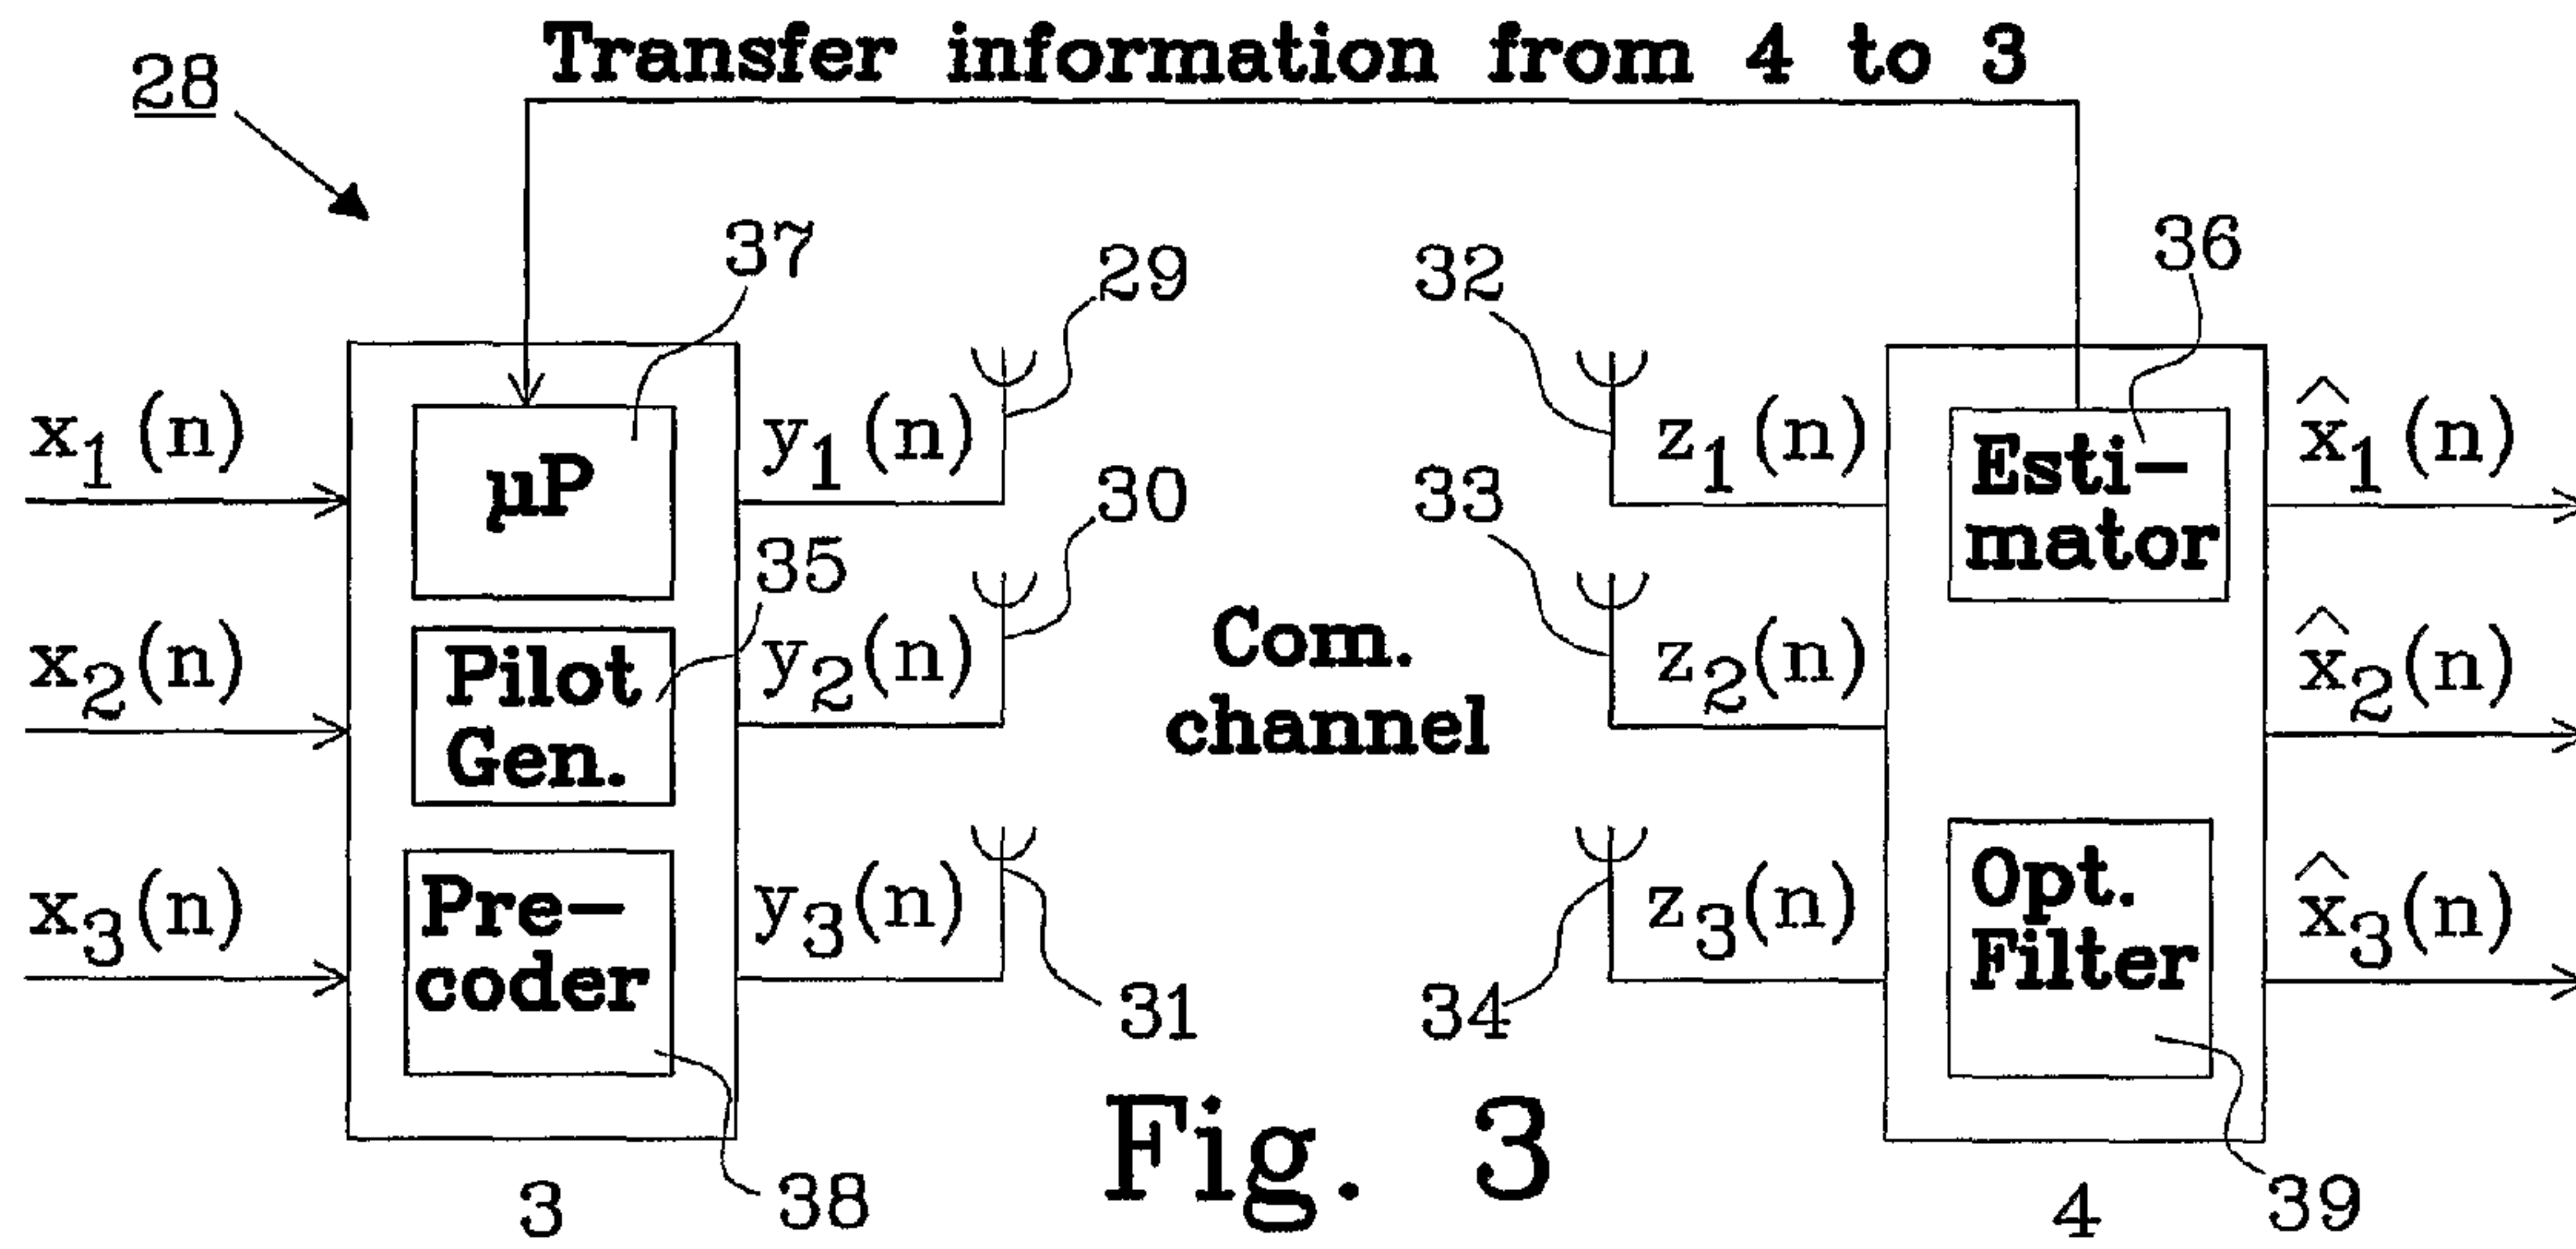 Transfer information from 4 to 3
28
37
29
32
36
x1(n)
µP
y1(n)
z1(n)
Esti-
mator
x̂1(n)
30
33
35
x2(n)
Pilot
Gen.
y2(n)
Com.
channel
z2(n)
x̂2(n)
x3(n)
Pre-
coder
y3(n)
z3(n)
Opt.
Filter
x̂3(n)
31
34
3
38
Fig. 3
4
39